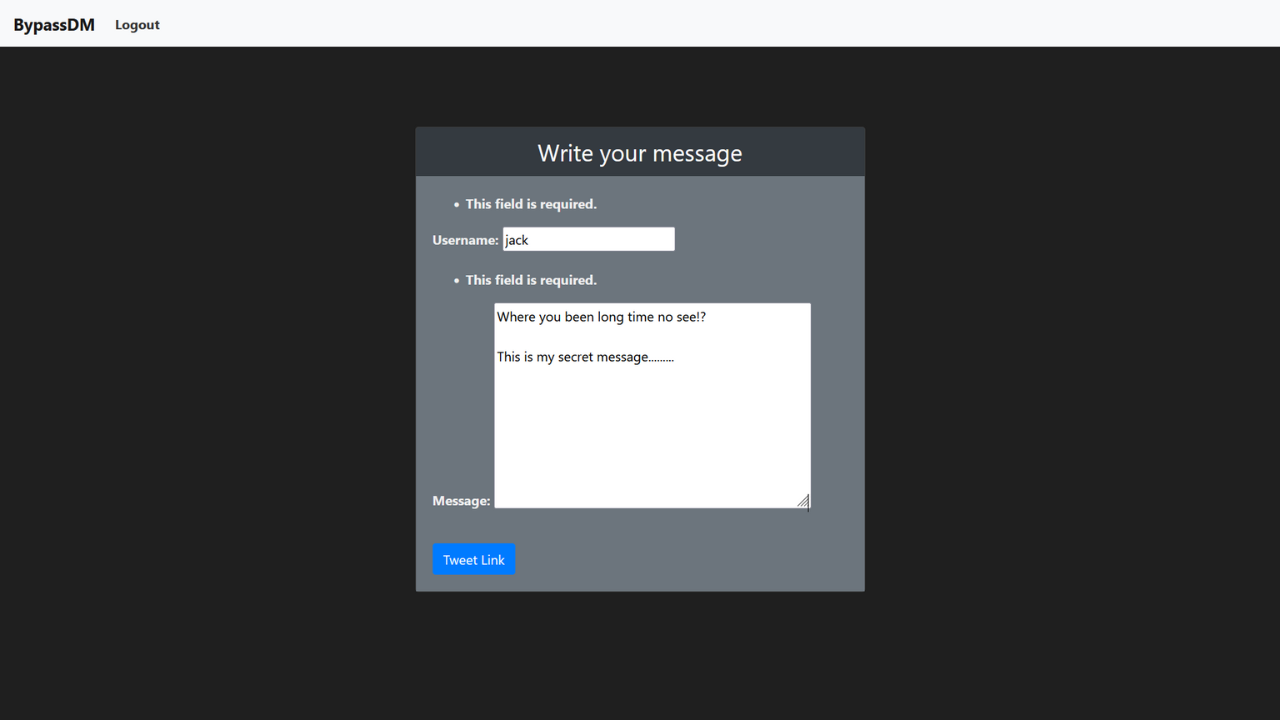 BypassDM Logout
Write your message
• This field is required.
Username: jack
• This field is required.
Where you been long time no see!?
This is my secret message.........
Message:
Tweet Link